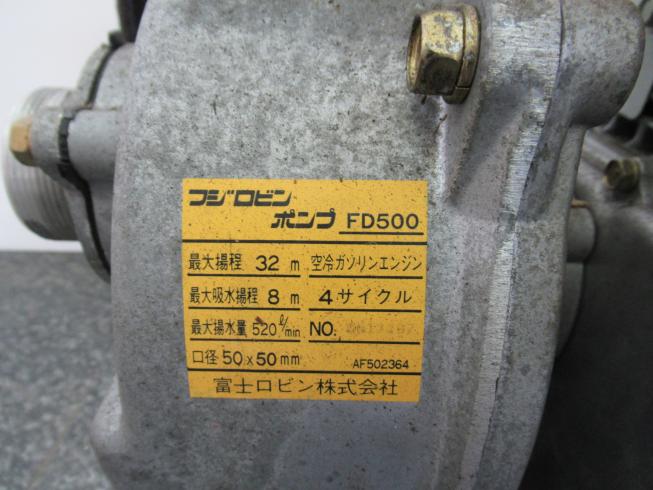 フジロビン
ポンプ FD500
最大揚程 32 m 空冷ガソリンエンジン
最大吸水揚程 8 m 4サイクル
最大揚水量 520 ℓ/min NO.
口径 50×50mm AF502364
富士ロビン株式会社